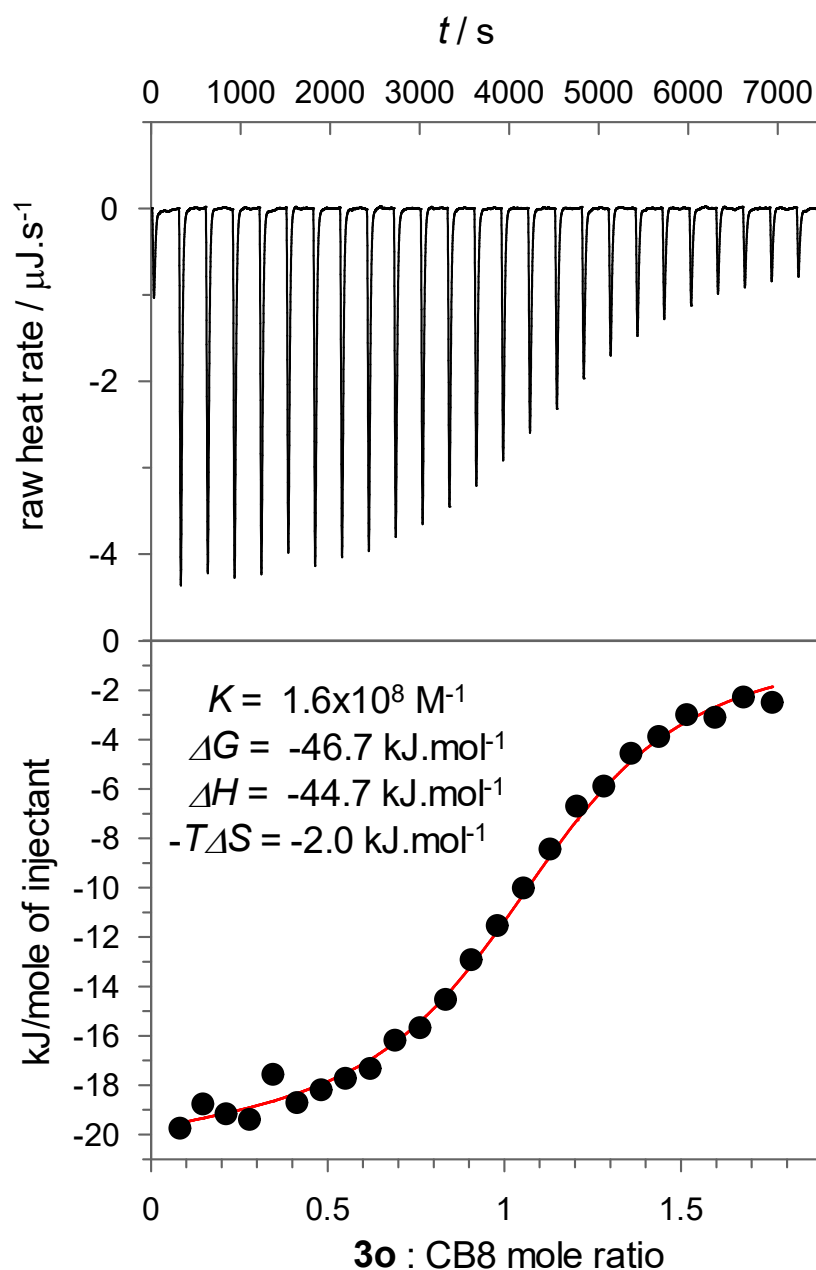 t / s
0 1000 2000 3000 4000 5000 6000 7000
raw heat rate / μJ.s⁻¹
0
-2
-4
0
K = 1.6x10⁸ M⁻¹
ΔG = -46.7 kJ.mol⁻¹
ΔH = -44.7 kJ.mol⁻¹
-TΔS = -2.0 kJ.mol⁻¹
kJ/mole of injectant
-2
-4
-6
-8
-10
-12
-14
-16
-18
-20
0 0.5 1 1.5
3o : CB8 mole ratio